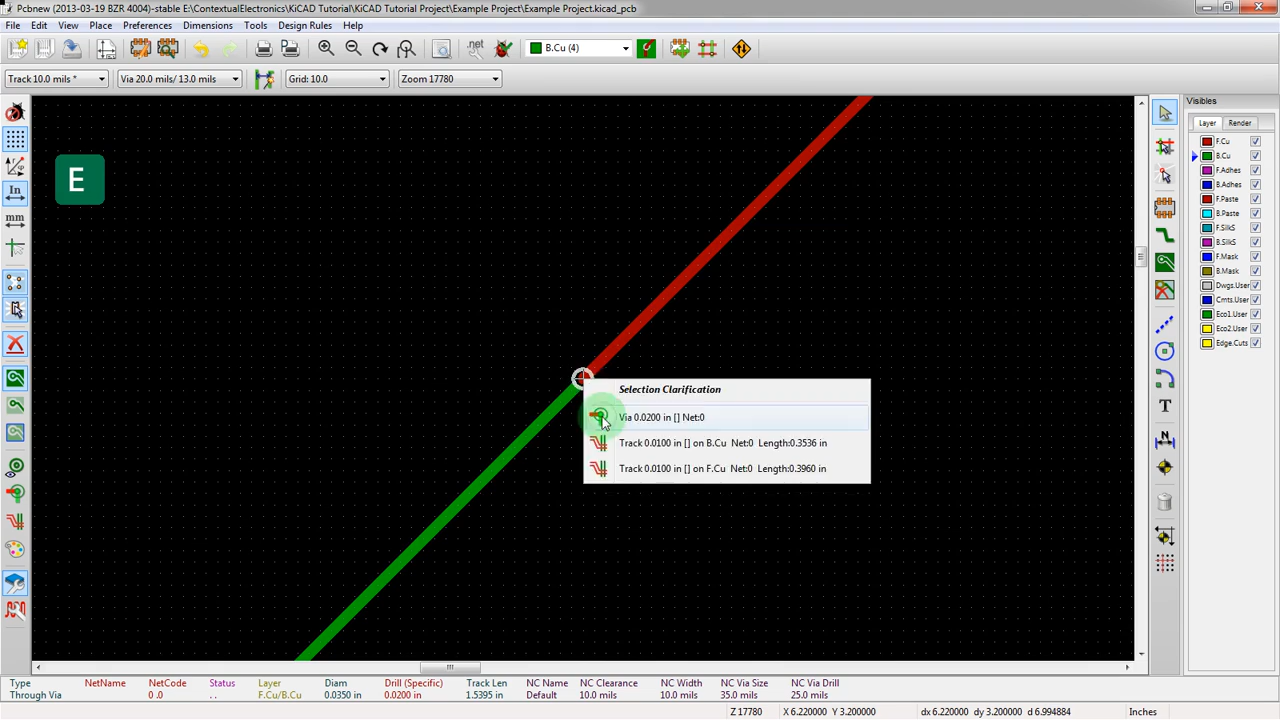 Pcbnew (2013-03-19 BZR 4004)-stable E:\ContextualElectronics\KiCAD Tutorial\KiCAD Tutorial Project\Example Project\Example Project.kicad_pcb
File Edit View Place Preferences Dimensions Tools Design Rules Help
.net B.Cu (4)
Track 10.0 mils * Via 20.0 mils/ 13.0 mils Grid: 10.0 Zoom 17780
Visibles
Layer Render
F.Cu
B.Cu
F.Adhes
B.Adhes
F.Paste
B.Paste
F.SilkS
B.SilkS
F.Mask
B.Mask
Dwgs.User
Cmts.User
Eco1.User
Eco2.User
Edge.Cuts
In
mm
E
T
N
Selection Clarification
Via 0.0200 in [] Net:0
Track 0.0100 in [] on B.Cu Net:0 Length:0.3536 in
Track 0.0100 in [] on F.Cu Net:0 Length:0.3960 in
Type NetName NetCode Status Layer Diam Drill (Specific) Track Len NC Name NC Clearance NC Width NC Via Size NC Via Drill
Through Via 0 .0 . . F.Cu/B.Cu 0.0350 in 0.0200 in 1.5395 in Default 10.0 mils 10.0 mils 35.0 mils 25.0 mils
Z 17780 X 6.220000 Y 3.200000 dx 6.220000 dy 3.200000 d 6.994884 Inches